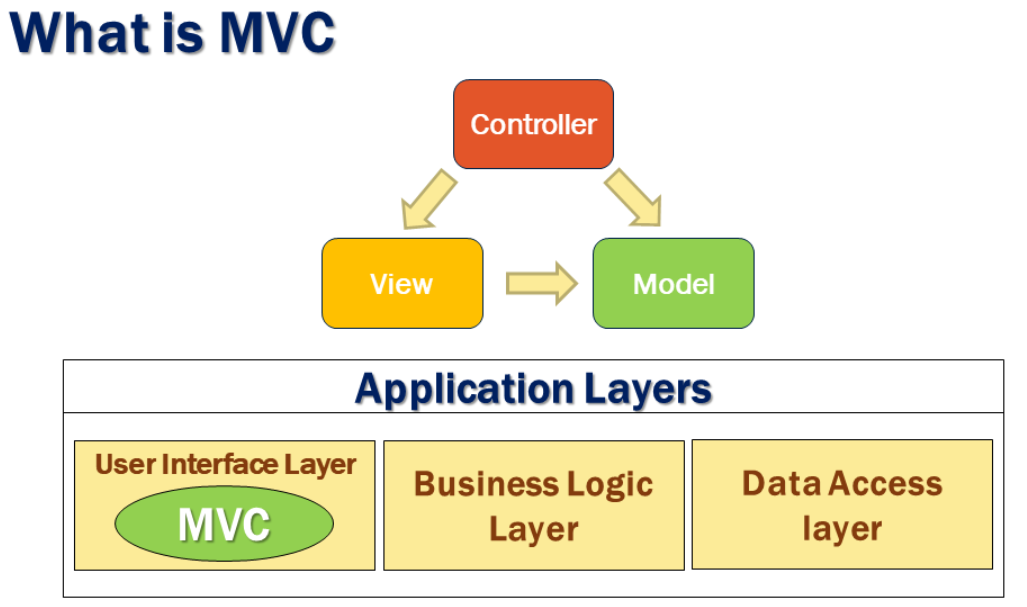 What is MVC
Controller
View
Model
Application Layers
User Interface Layer
MVC
Business Logic
Layer
Data Access
layer